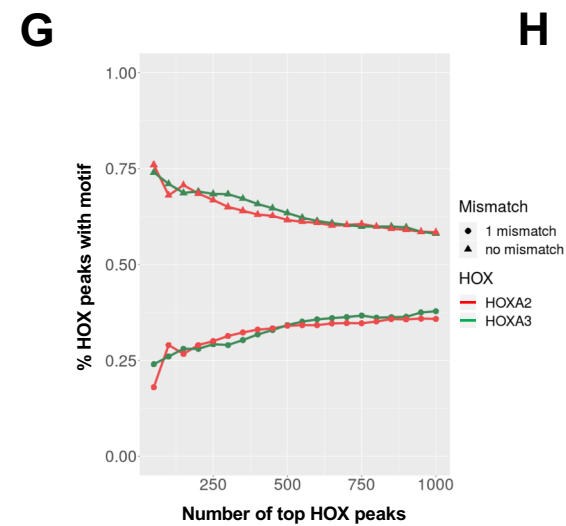 G
H
% HOX peaks with motif
1.00
0.75
0.50
0.25
0.00
250
500
750
1000
Number of top HOX peaks
Mismatch
1 mismatch
no mismatch
HOX
HOXA2
HOXA3